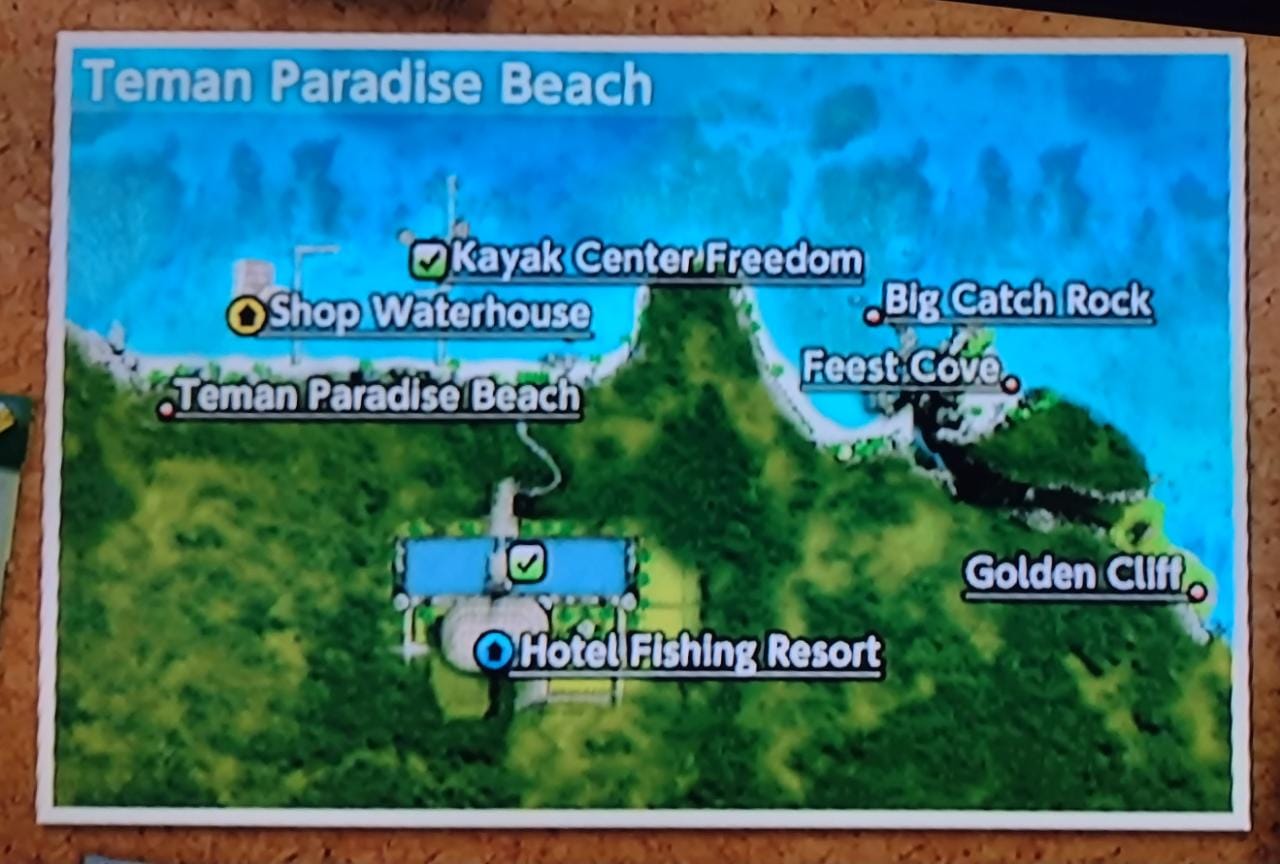 Teman Paradise Beach
Kayak Center Freedom
Big Catch Rock
Shop Waterhouse
Feest Cove
Teman Paradise Beach
Golden Cliff
Hotel Fishing Resort